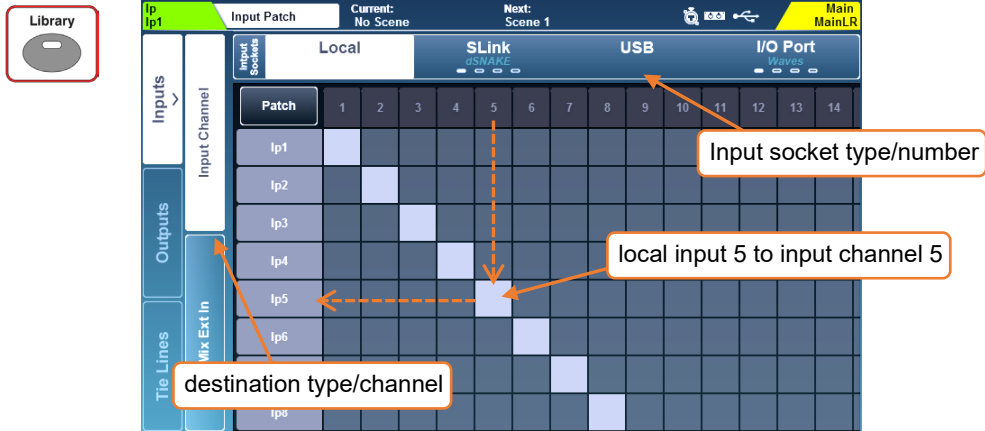 Library
Ip
Ip1
Input Patch
Current:
No Scene
Next:
Scene 1
Main
MainLR
Inputs
Input Channel
Outputs
Mix Ext In
Tie Lines
Intput
Sockets
Local
SLink
dSNAKE
USB
I/O Port
Waves
Patch 1 2 3 4 5 6 7 8 9 10 11 12 13 14
Ip1
Ip2
Ip3
Ip4
Ip5
Ip6
Ip8
Input socket type/number
local input 5 to input channel 5
destination type/channel